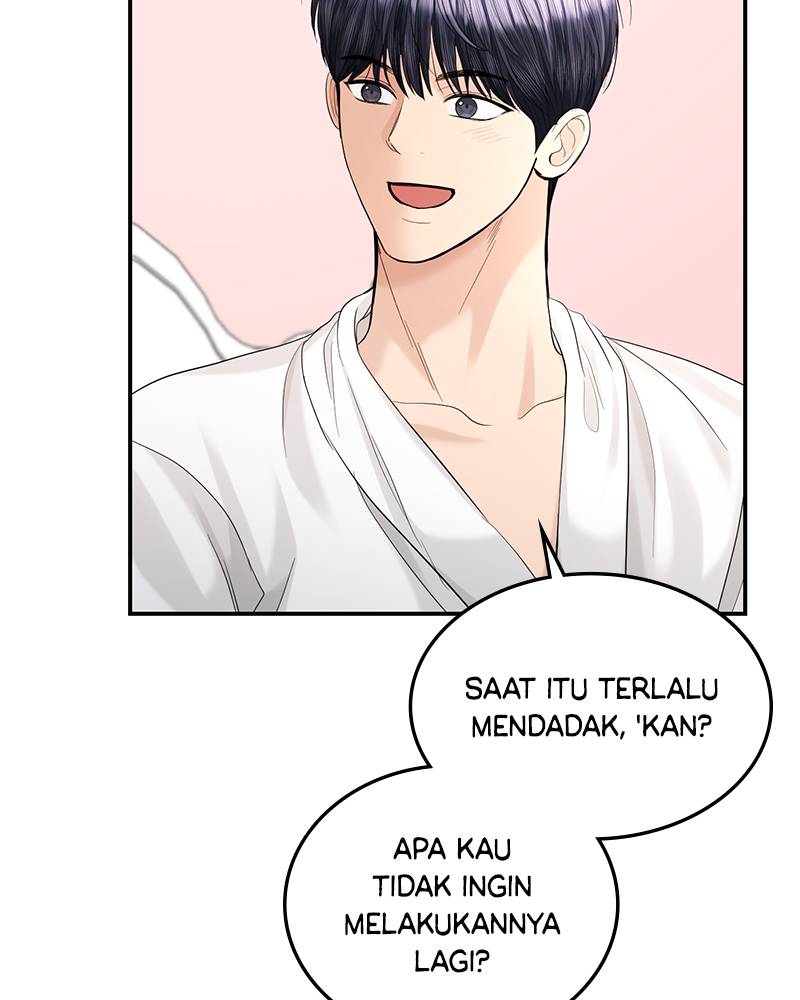 SAAT ITU TERLALU
MENDADAK, 'KAN?
APA KAU
TIDAK INGIN
MELAKUKANNYA
LAGI?